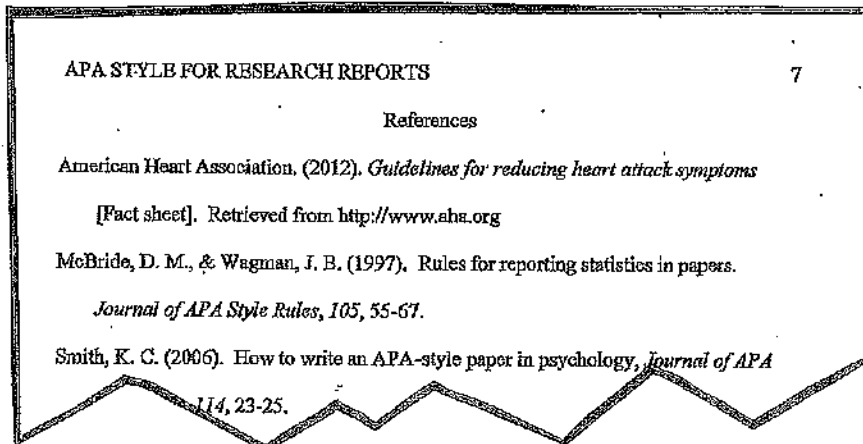 APA STYLE FOR RESEARCH REPORTS 7
References
American Heart Association. (2012). Guidelines for reducing heart attack symptoms
[Fact sheet]. Retrieved from http://www.aha.org
McBride, D. M., & Wagman, J. B. (1997). Rules for reporting statistics in papers.
Journal of APA Style Rules, 105, 55-67.
Smith, K. C. (2006). How to write an APA-style paper in psychology, Journal of APA
114, 23-25.